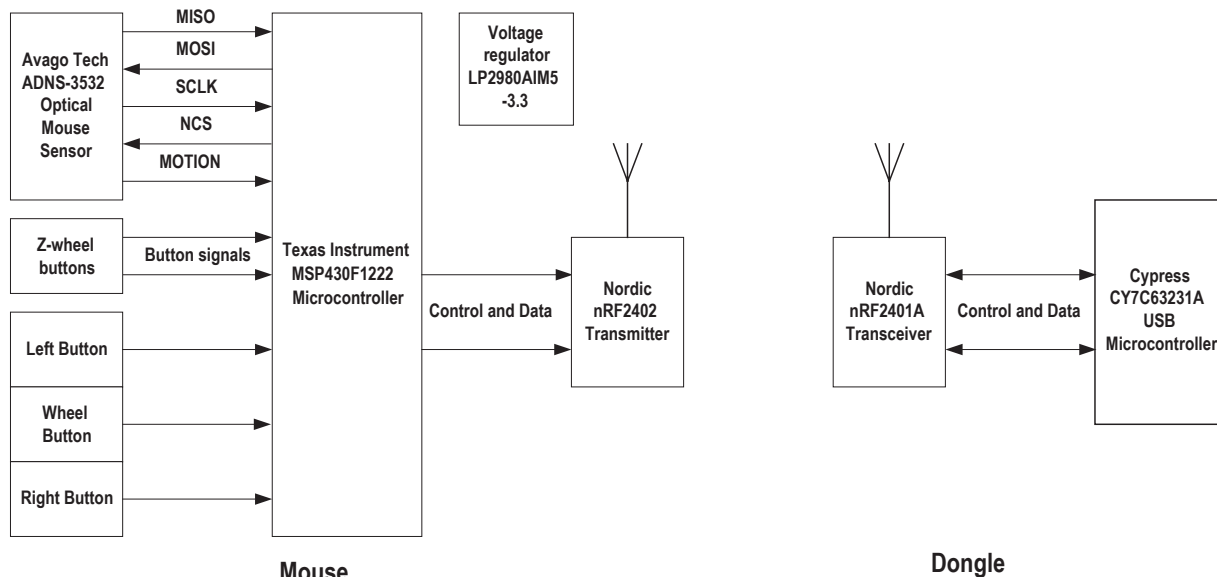 MISO
MOSI
SCLK
NCS
MOTION
Avago Tech
ADNS-3532
Optical
Mouse
Sensor
Z-wheel
buttons
Button signals
Left Button
Wheel
Button
Right Button
Texas Instrument
MSP430F1222
Microcontroller
Voltage
regulator
LP2980AIM5
-3.3
Control and Data
Nordic
nRF2402
Transmitter
Nordic
nRF2401A
Transceiver
Control and Data
Cypress
CY7C63231A
USB
Microcontroller
Mouse
Dongle